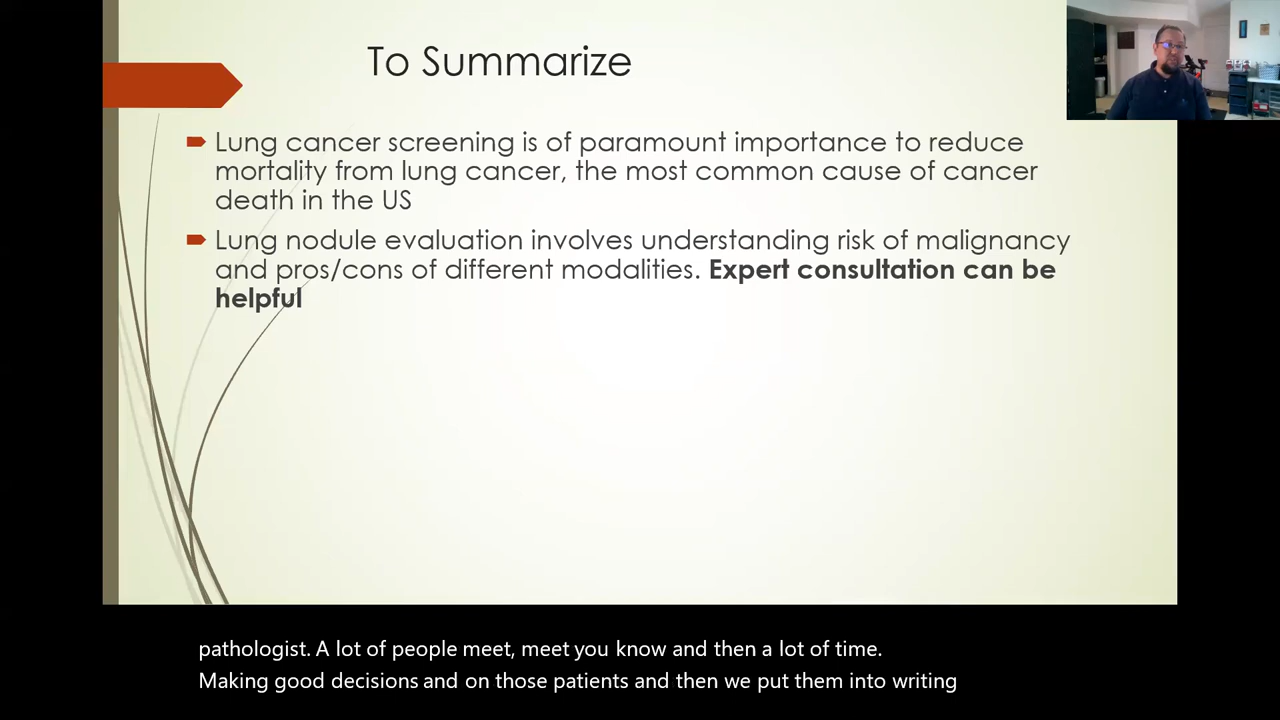 To Summarize
Lung cancer screening is of paramount importance to reduce
mortality from lung cancer, the most common cause of cancer
death in the US
Lung nodule evaluation involves understanding risk of malignancy
and pros/cons of different modalities. Expert consultation can be
helpful
pathologist. A lot of people meet, meet you know and then a lot of time.
Making good decisions and on those patients and then we put them into writing